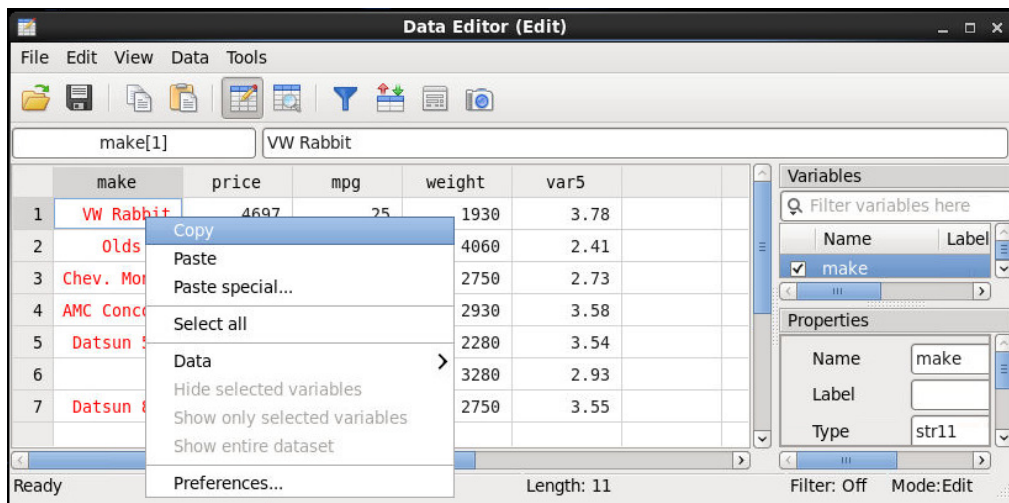 Data Editor (Edit)
File Edit View Data Tools
make[1] VW Rabbit
make price mpg weight var5
1 VW Rabbit 4697 25 1930 3.78
2 Olds 4060 2.41
3 Chev. 2750 2.73
4 AMC 2930 3.58
5 Datsun 2280 3.54
6 3280 2.93
7 Datsun 2750 3.55
Copy
Paste
Paste special...
Select all
Data
Hide selected variables
Show only selected variables
Show entire dataset
Preferences...
Variables
Filter variables here
Name Label
make
Properties
Name make
Label
Type str11
Ready Length: 11 Filter: Off Mode:Edit